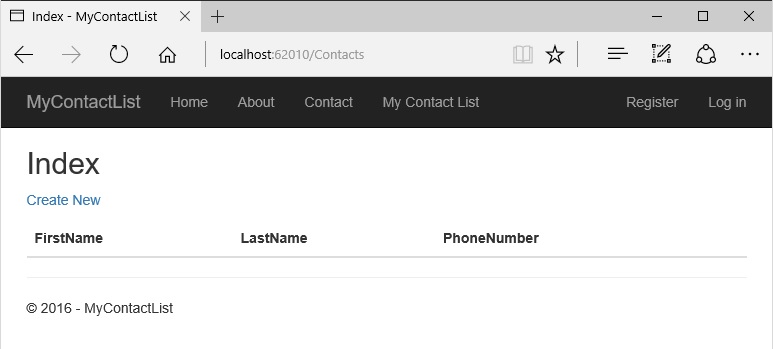 Index - MyContactList
localhost:62010/Contacts
MyContactList Home About Contact My Contact List Register Log in
Index
Create New
FirstName LastName PhoneNumber
© 2016 - MyContactList